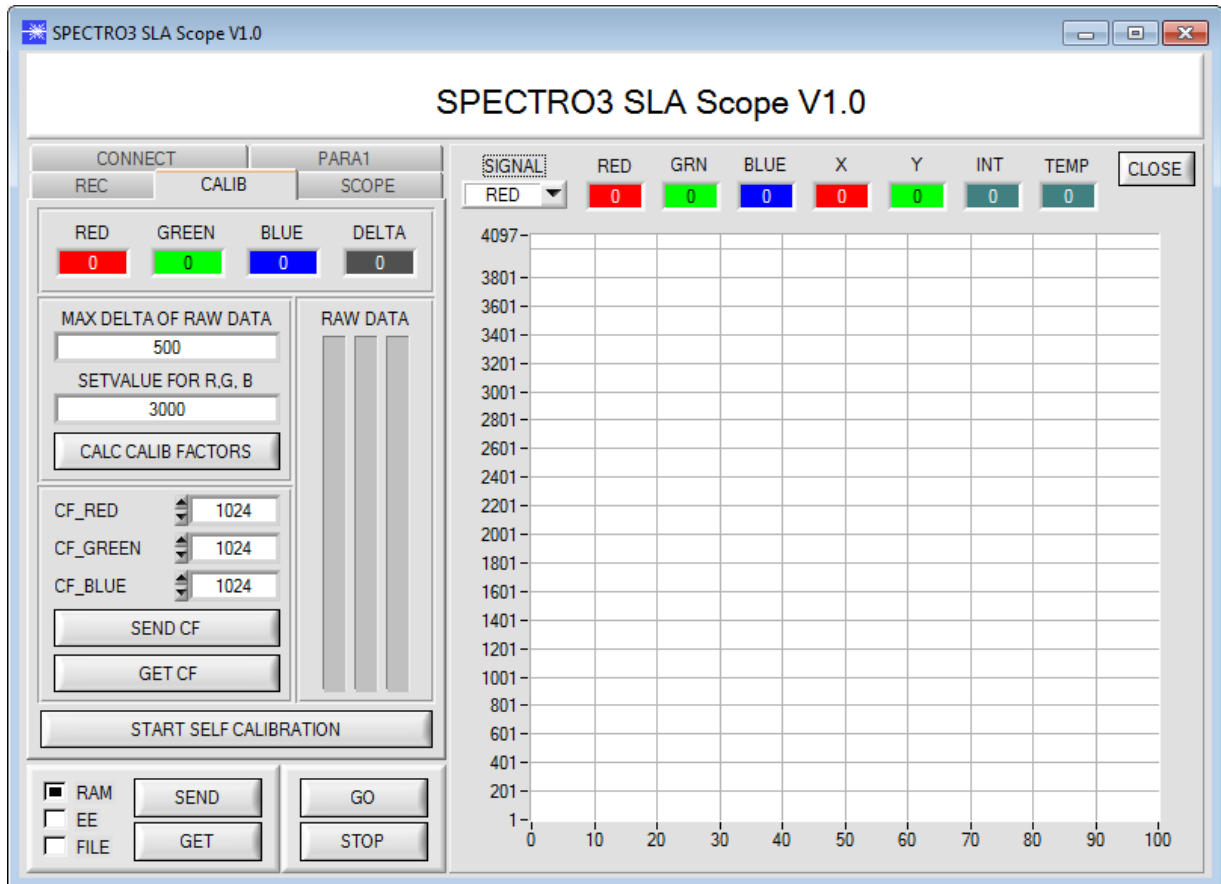 SPECTRO3 SLA Scope V1.0
SPECTRO3 SLA Scope V1.0
CONNECT PARA1
REC CALIB SCOPE
RED GREEN BLUE DELTA
0 0 0 0
MAX DELTA OF RAW DATA
500
SETVALUE FOR R,G, B
3000
CALC CALIB FACTORS
RAW DATA
CF_RED 1024
CF_GREEN 1024
CF_BLUE 1024
SEND CF
GET CF
START SELF CALIBRATION
RAM
EE
FILE
SEND
GET
GO
STOP
SIGNAL RED GRN BLUE X Y INT TEMP
RED 0 0 0 0 0 0 0
CLOSE
4097
3801
3601
3401
3201
3001
2801
2601
2401
2201
2001
1801
1601
1401
1201
1001
801
601
401
201
1
0 10 20 30 40 50 60 70 80 90 100